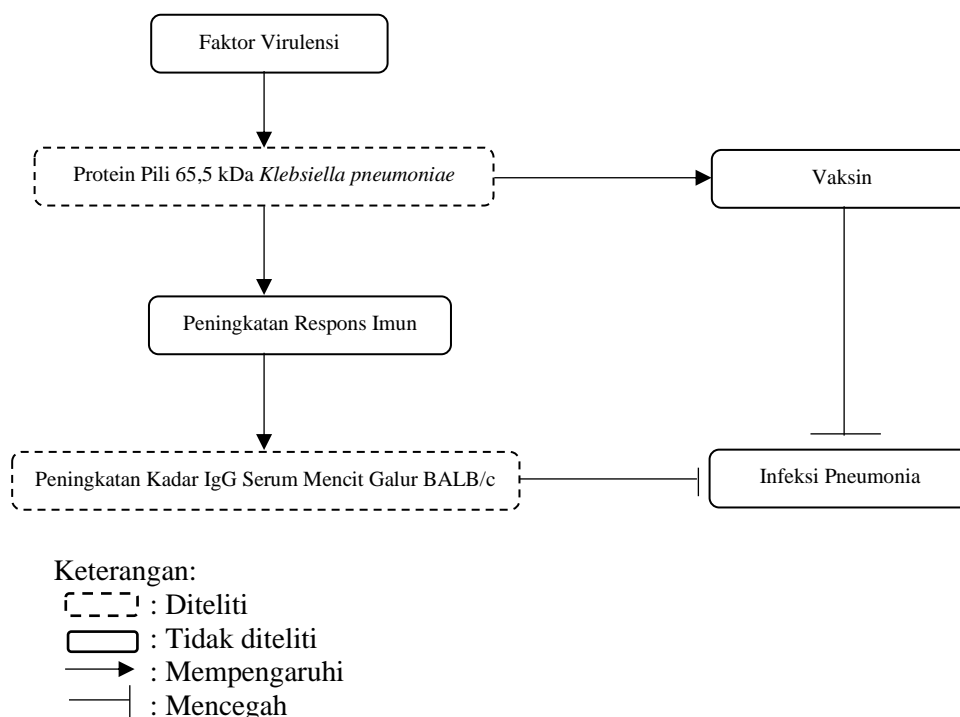 Faktor Virulensi
Protein Pili 65,5 kDa Klebsiella pneumoniae
Vaksin
Peningkatan Respons Imun
Peningkatan Kadar IgG Serum Mencit Galur BALB/c
Infeksi Pneumonia
Keterangan:
: Diteliti
: Tidak diteliti
: Mempengaruhi
: Mencegah